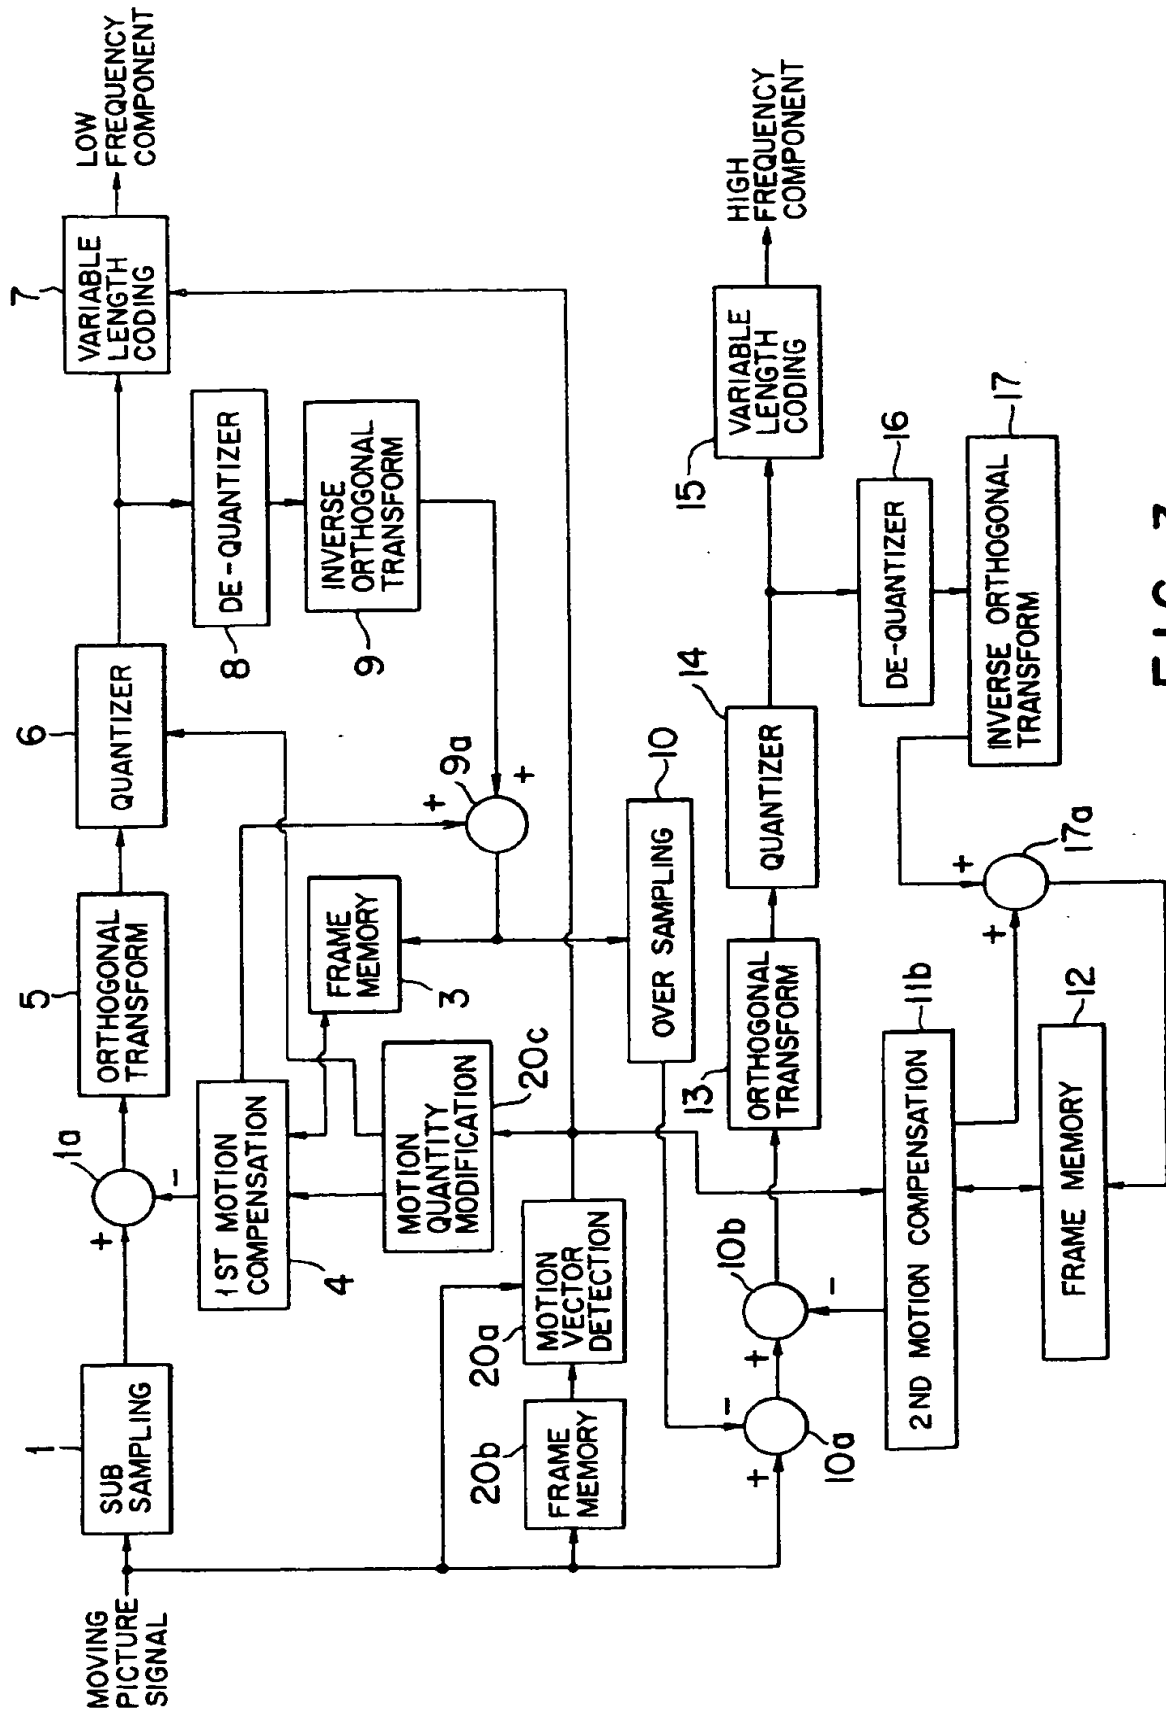 MOVING
PICTURE
SIGNAL
1
SUB
SAMPLING
+
1a
-
5
ORTHOGONAL
TRANSFORM
6
QUANTIZER
7
VARIABLE
LENGTH
CODING
LOW
FREQUENCY
COMPONENT
1ST MOTION
COMPENSATION
4
FRAME
MEMORY
3
+
9a
+
8
DE-QUANTIZER
9
INVERSE
ORTHOGONAL
TRANSFORM
MOTION
QUANTITY
MODIFICATION
20c
20a
MOTION
VECTOR
DETECTION
20b
FRAME
MEMORY
OVER SAMPLING
10
+
-
10a
+
10b
-
13
ORTHOGONAL
TRANSFORM
14
QUANTIZER
15
VARIABLE
LENGTH
CODING
HIGH
FREQUENCY
COMPONENT
DE-QUANTIZER
16
INVERSE ORTHOGONAL
TRANSFORM
17
2ND MOTION COMPENSATION
11b
+
+
17a
FRAME MEMORY
12